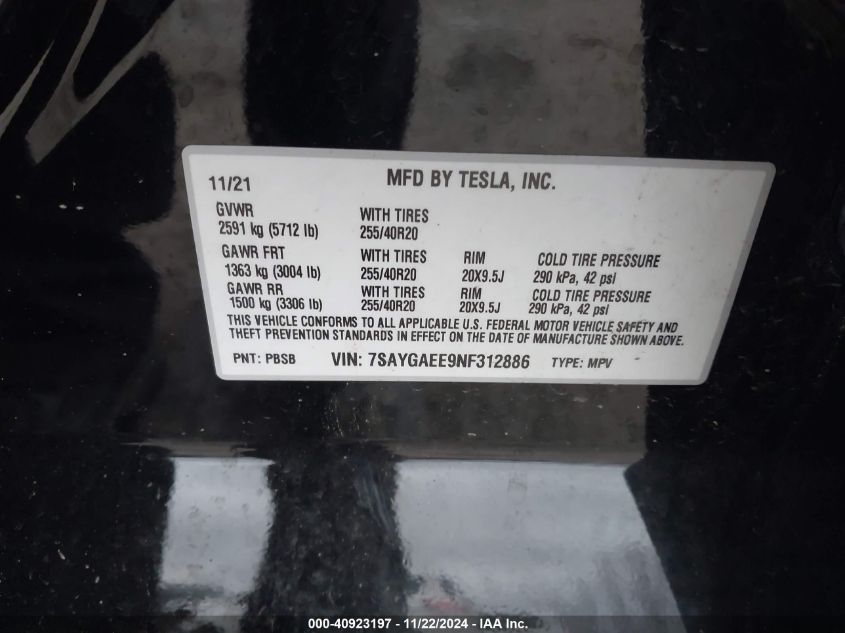 11/21 MFD BY TESLA, INC.
GVWR WITH TIRES
2591 kg (5712 lb) 255/40R20
GAWR FRT WITH TIRES RIM COLD TIRE PRESSURE
1363 kg (3004 lb) 255/40R20 20X9.5J 290 kPa, 42 psi
GAWR RR WITH TIRES RIM COLD TIRE PRESSURE
1500 kg (3306 lb) 255/40R20 20X9.5J 290 kPa, 42 psi
THIS VEHICLE CONFORMS TO ALL APPLICABLE U.S. FEDERAL MOTOR VEHICLE SAFETY AND
THEFT PREVENTION STANDARDS IN EFFECT ON THE DATE OF MANUFACTURE SHOWN ABOVE.
PNT: PBSB VIN: 7SAYGAEE9NF312886 TYPE: MPV
000-40923197 - 11/22/2024 - IAA Inc.